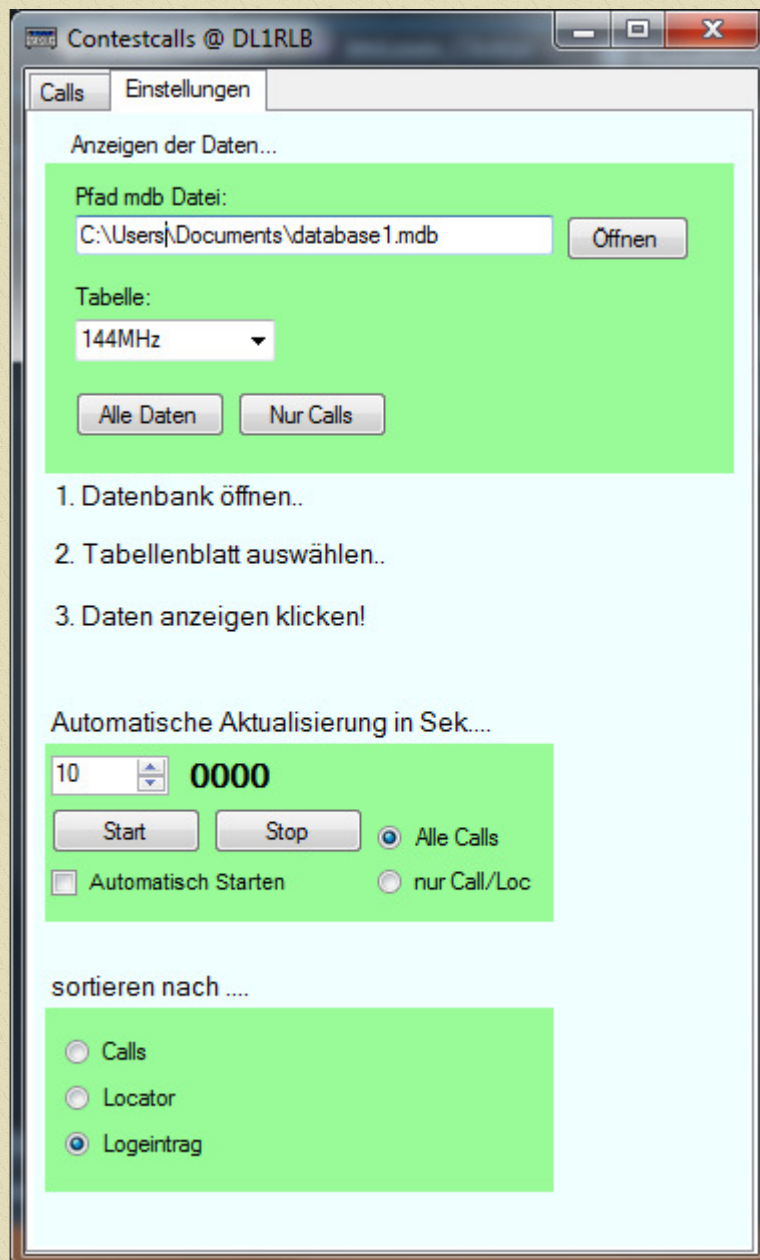 Contestcalls @ DL1RLB
Calls
Einstellungen
Anzeigen der Daten...
Pfad mdb Datei:
C:\Users\Documents\database1.mdb
Öffnen
Tabelle:
144MHz
Alle Daten
Nur Calls
1. Datenbank öffnen..
2. Tabellenblatt auswählen..
3. Daten anzeigen klicken!
Automatische Aktualisierung in Sek....
10
0000
Start
Stop
Alle Calls
Automatisch Starten
nur Call/Loc
sortieren nach ....
Calls
Locator
Logeintrag